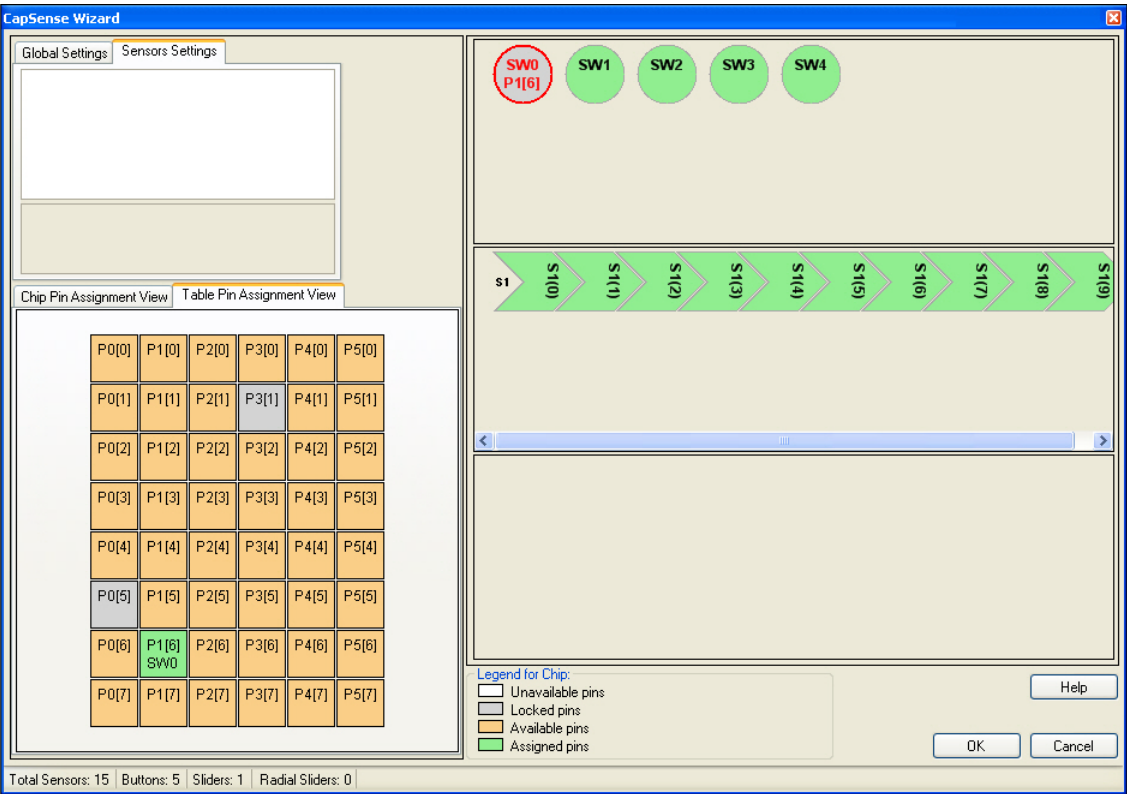 CapSense Wizard
Global Settings Sensors Settings
SW0
P1[6]
SW1 SW2 SW3 SW4
S1 S1(0) S1(1) S1(2) S1(3) S1(4) S1(5) S1(6) S1(7) S1(8) S1(9)
Chip Pin Assignment View Table Pin Assignment View
P0[0] P1[0] P2[0] P3[0] P4[0] P5[0]
P0[1] P1[1] P2[1] P3[1] P4[1] P5[1]
P0[2] P1[2] P2[2] P3[2] P4[2] P5[2]
P0[3] P1[3] P2[3] P3[3] P4[3] P5[3]
P0[4] P1[4] P2[4] P3[4] P4[4] P5[4]
P0[5] P1[5] P2[5] P3[5] P4[5] P5[5]
P0[6] P1[6] P2[6] P3[6] P4[6] P5[6]
SW0
P0[7] P1[7] P2[7] P3[7] P4[7] P5[7]
Legend for Chip:
Unavailable pins
Locked pins
Available pins
Assigned pins
Help
OK Cancel
Total Sensors: 15 Buttons: 5 Sliders: 1 Radial Sliders: 0